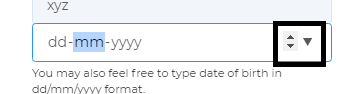 xyz
dd-mm-yyyy
You may also feel free to type date of birth in
dd/mm/yyyy format.